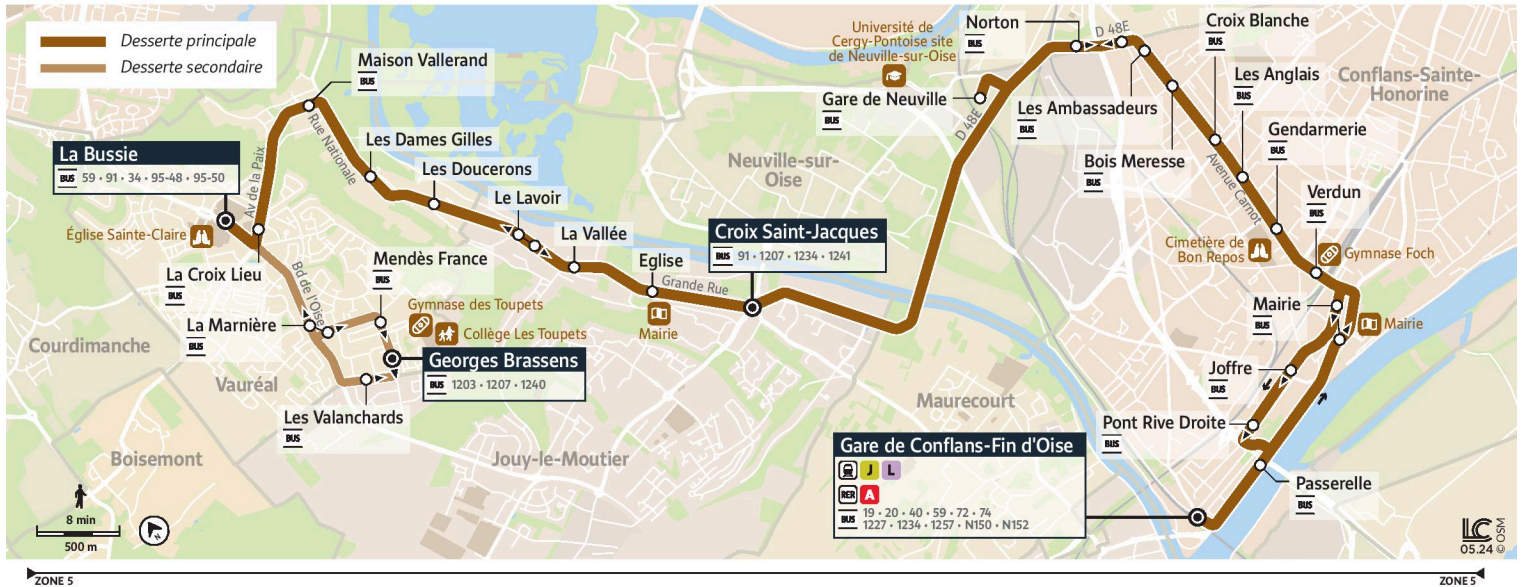 Desserte principale
Desserte secondaire
Maison Vallerand
BUS
Rue Nationale
Av de la Paix
La Bussie
BUS 59 • 91 • 34 • 95-48 • 95-50
Église Sainte-Claire
La Croix Lieu
BUS
Les Dames Gilles
BUS
Les Doucerons
BUS
Le Lavoir
BUS
La Vallée
BUS
Eglise
BUS
Grande Rue
Mairie
Croix Saint-Jacques
BUS 91 • 1207 • 1234 • 1241
Bd de l'Oise
Mendès France
BUS
La Marnière
BUS
Gymnase des Toupets
Collège Les Toupets
Georges Brassens
BUS 1203 • 1207 • 1240
Les Valanchards
BUS
Courdimanche
Vauréal
Boisemont
Jouy-le-Moutier
Neuville-sur-
Oise
Maurecourt
Conflans-Sainte-
Honorine
Université de
Cergy-Pontoise site
de Neuville-sur-Oise
Gare de Neuville
BUS
Norton
BUS
D 48E
D 48E
Les Ambassadeurs
BUS
Croix Blanche
BUS
Bois Meresse
BUS
Les Anglais
BUS
Gendarmerie
BUS
Avenue Carnot
Verdun
BUS
Cimetière de
Bon Repos
Gymnase Foch
Mairie
BUS
Mairie
Joffre
BUS
Pont Rive Droite
BUS
Passerelle
BUS
Gare de Conflans-Fin d'Oise
J L
RER A
BUS 19 • 20 • 40 • 59 • 72 • 74
1227 • 1234 • 1257 • N150 • N152
8 min
500 m
N
LC
05.24
© OSM
ZONE 5
ZONE 5